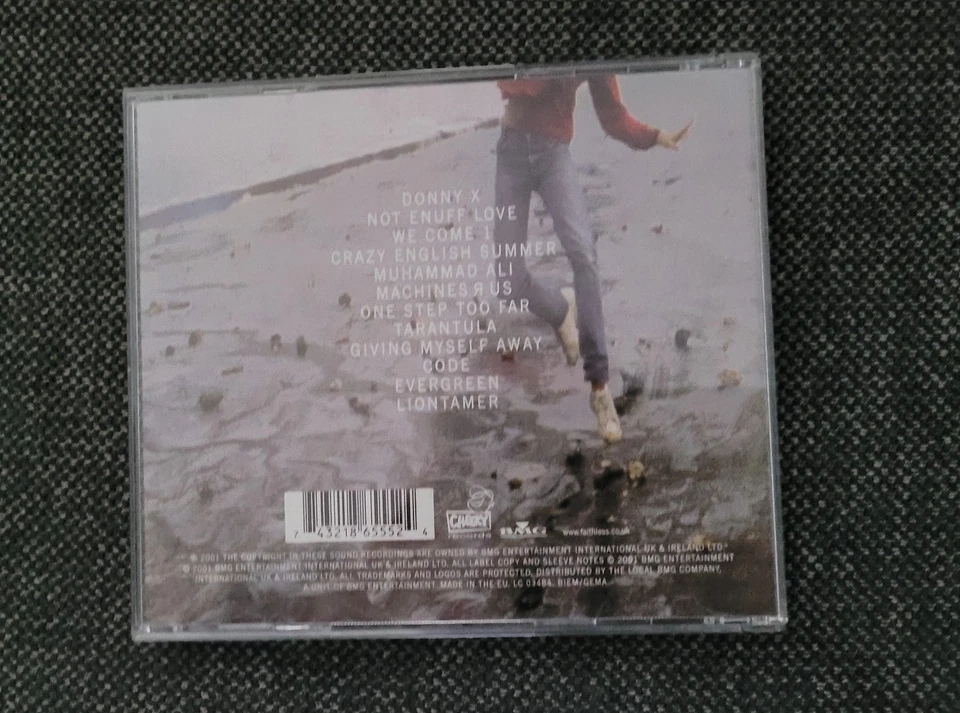 DONNY X
NOT ENUFF LOVE
WE COME 1
CRAZY ENGLISH SUMMER
MUHAMMAD ALI
MACHINES Я US
ONE STEP TOO FAR
TARANTULA
GIVING MYSELF AWAY
CODE
EVERGREEN
LIONTAMER
7 43218 65552 4
CHEEKY
records
BMG
www.faithless.co.uk
℗ 2001 THE COPYRIGHT IN THESE SOUND RECORDINGS ARE OWNED BY BMG ENTERTAINMENT INTERNATIONAL UK & IRELAND LTD.
© 2001 BMG ENTERTAINMENT INTERNATIONAL UK & IRELAND LTD. ALL LABEL COPY AND SLEEVE NOTES © 2001 BMG ENTERTAINMENT
INTERNATIONAL UK & IRELAND LTD. ALL TRADEMARKS AND LOGOS ARE PROTECTED. DISTRIBUTED BY THE LOCAL BMG COMPANY,
A UNIT OF BMG ENTERTAINMENT. MADE IN THE EU. LC 03484. BIEM/GEMA.